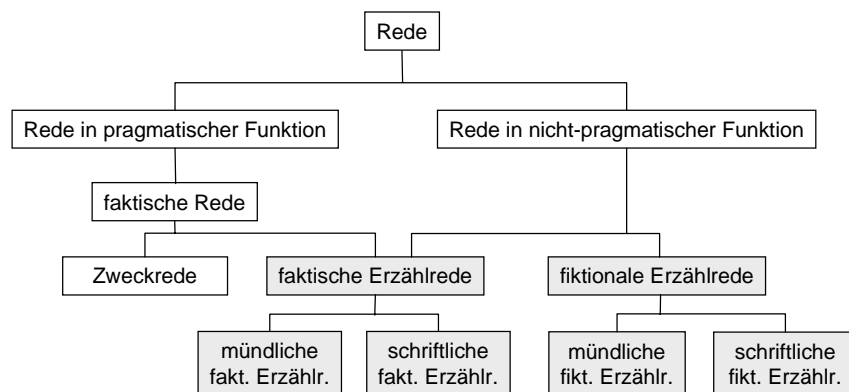 Rede
Rede in pragmatischer Funktion
Rede in nicht-pragmatischer Funktion
faktische Rede
Zweckrede
faktische Erzählrede
fiktionale Erzählrede
mündliche
fakt. Erzählr.
schriftliche
fakt. Erzählr.
mündliche
fikt. Erzählr.
schriftliche
fikt. Erzählr.